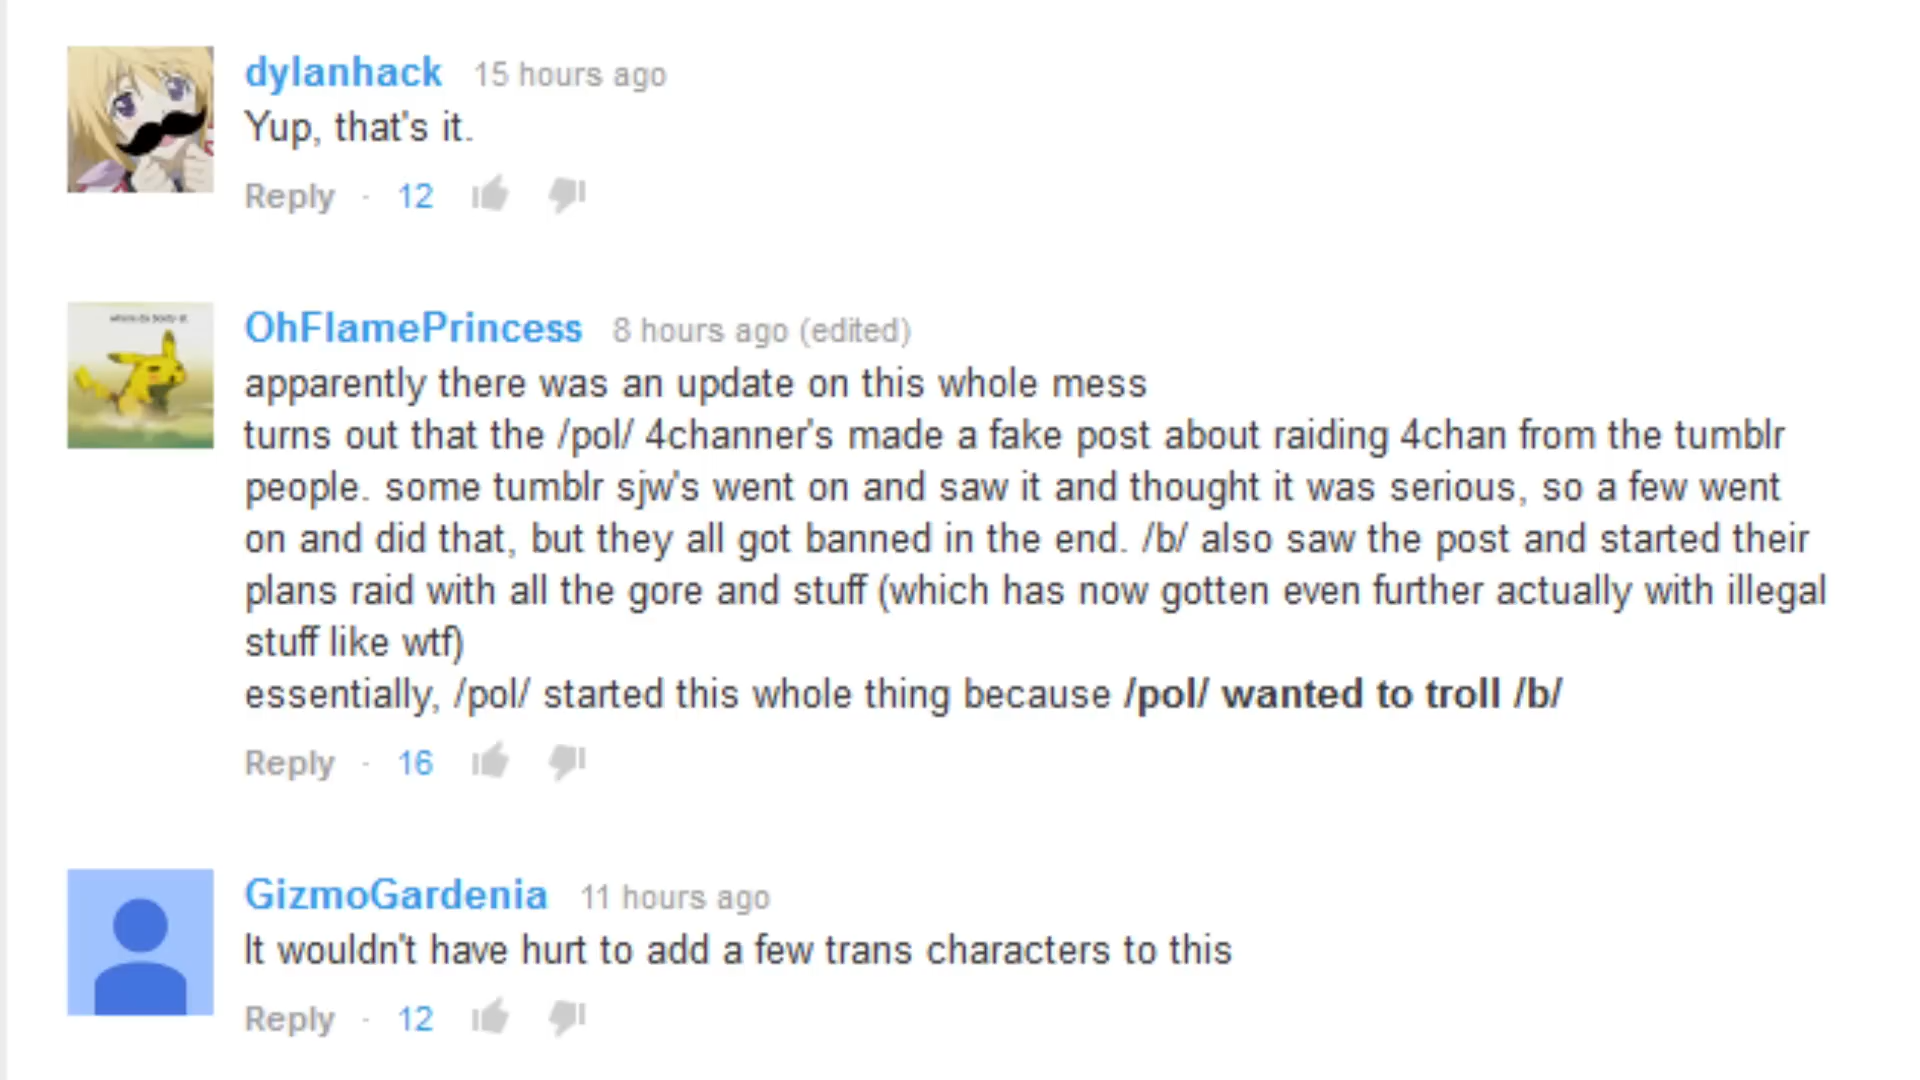 dylanhack 15 hours ago
Yup, that's it.
Reply · 12
OhFlamePrincess 8 hours ago (edited)
apparently there was an update on this whole mess
turns out that the /pol/ 4channer's made a fake post about raiding 4chan from the tumblr
people. some tumblr sjw's went on and saw it and thought it was serious, so a few went
on and did that, but they all got banned in the end. /b/ also saw the post and started their
plans raid with all the gore and stuff (which has now gotten even further actually with illegal
stuff like wtf)
essentially, /pol/ started this whole thing because /pol/ wanted to troll /b/
Reply · 16
GizmoGardenia 11 hours ago
It wouldn't have hurt to add a few trans characters to this
Reply · 12